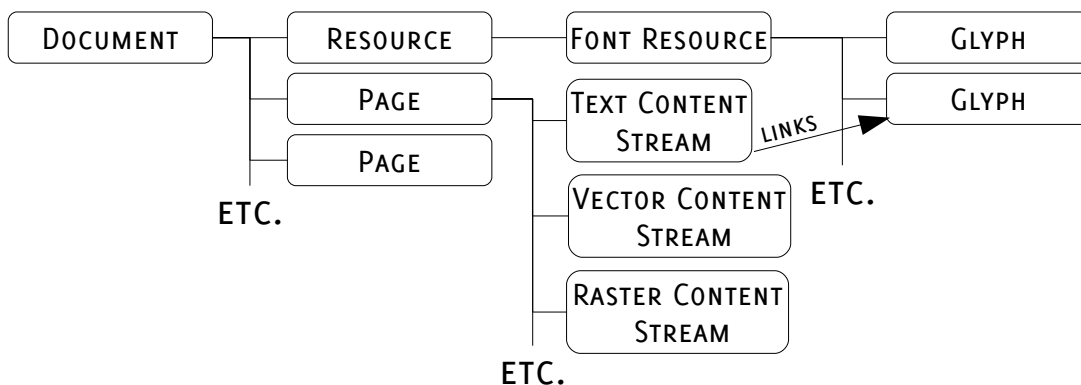 DOCUMENT
RESOURCE
FONT RESOURCE
GLYPH
PAGE
TEXT CONTENT
STREAM
LINKS
GLYPH
PAGE
ETC.
VECTOR CONTENT
STREAM
ETC.
RASTER CONTENT
STREAM
ETC.